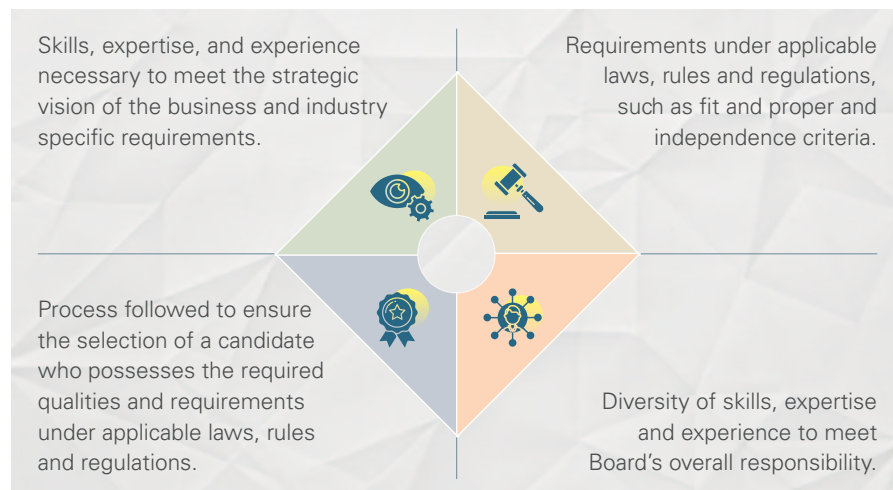 Skills, expertise, and experience
necessary to meet the strategic
vision of the business and industry
specific requirements.
Requirements under applicable
laws, rules and regulations,
such as fit and proper and
independence criteria.
Process followed to ensure
the selection of a candidate
who possesses the required
qualities and requirements
under applicable laws, rules
and regulations.
Diversity of skills, expertise
and experience to meet
Board's overall responsibility.